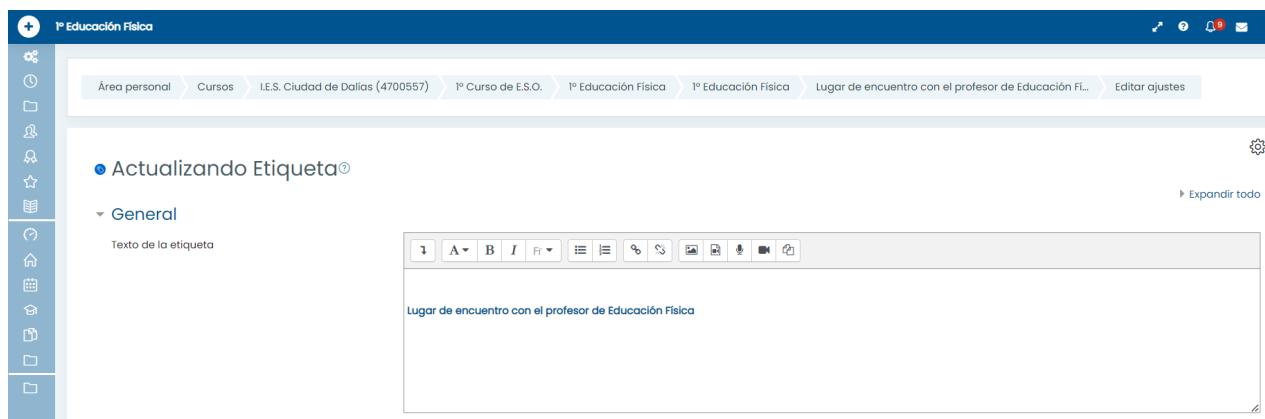 1º Educación Física
9
Área personal
Cursos
I.E.S. Ciudad de Dalías (4700557)
1º Curso de E.S.O.
1º Educación Física
1º Educación Física
Lugar de encuentro con el profesor de Educación Fí...
Editar ajustes
Actualizando Etiqueta
Expandir todo
General
Texto de la etiqueta
A B I Fr
Lugar de encuentro con el profesor de Educación Física